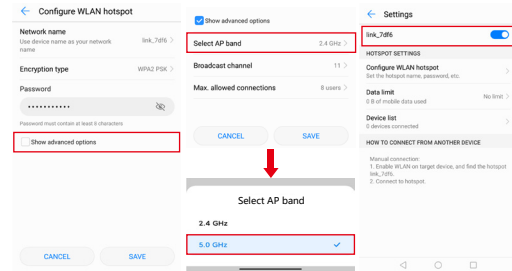 Configure WLAN hotspot
Network name
Use device name as your network
name
link_7df6
Encryption type
WPA2 PSK
Password
Password must contain at least 8 characters
Show advanced options
CANCEL
SAVE
Show advanced options
Select AP band
2.4 GHz
Broadcast channel
11
Max. allowed connections
8 users
CANCEL
SAVE
Select AP band
2.4 GHz
5.0 GHz
Settings
link_7df6
HOTSPOT SETTINGS
Configure WLAN hotspot
Set the hotspot name, password, etc.
Data limit
0 B of mobile data used
No limit
Device list
0 devices connected
HOW TO CONNECT FROM ANOTHER DEVICE
Manual connection:
1. Enable WLAN on target device, and find the hotspot
link_7df6.
2. Connect to hotspot.